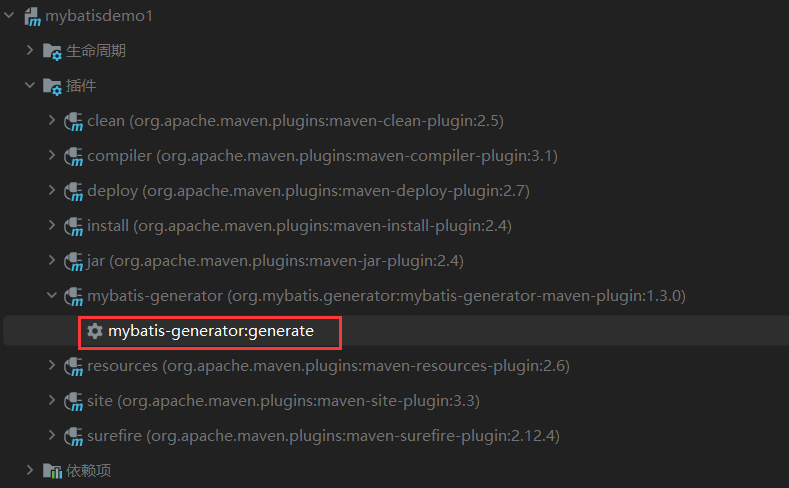 mybatisdemo1
生命周期
插件
clean (org.apache.maven.plugins:maven-clean-plugin:2.5)
compiler (org.apache.maven.plugins:maven-compiler-plugin:3.1)
deploy (org.apache.maven.plugins:maven-deploy-plugin:2.7)
install (org.apache.maven.plugins:maven-install-plugin:2.4)
jar (org.apache.maven.plugins:maven-jar-plugin:2.4)
mybatis-generator (org.mybatis.generator:mybatis-generator-maven-plugin:1.3.0)
mybatis-generator:generate
resources (org.apache.maven.plugins:maven-resources-plugin:2.6)
site (org.apache.maven.plugins:maven-site-plugin:3.3)
surefire (org.apache.maven.plugins:maven-surefire-plugin:2.12.4)
依赖项